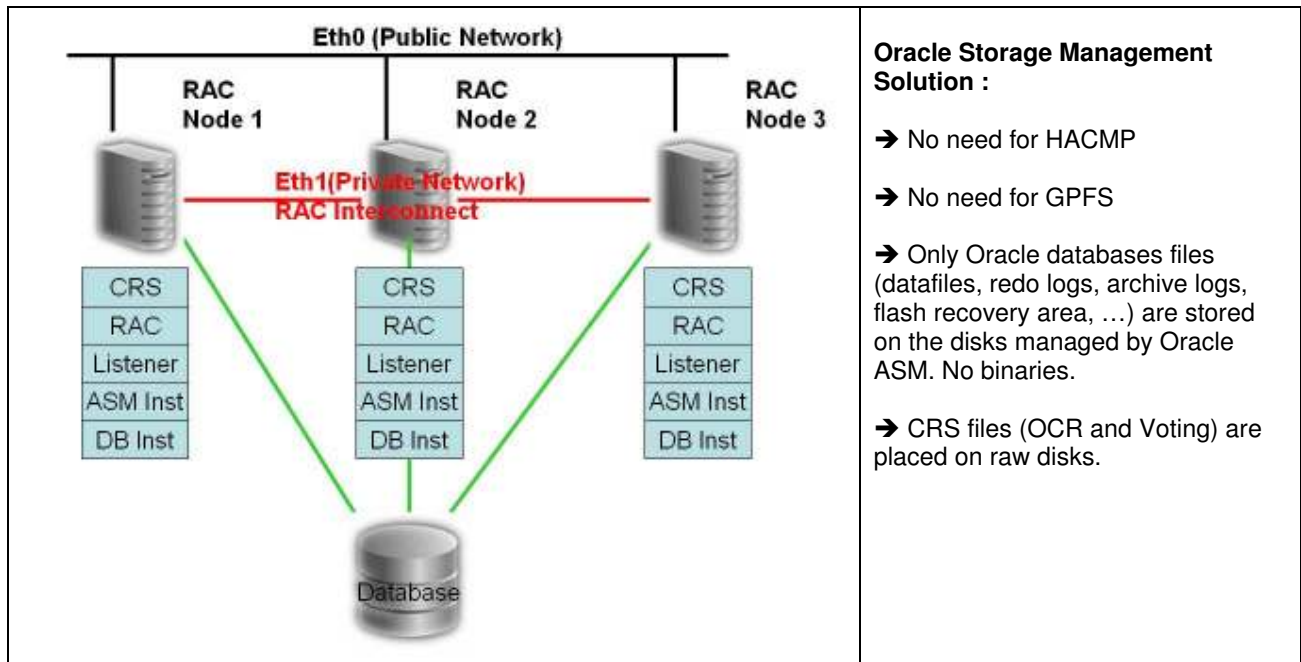 Eth0 (Public Network)
RAC
Node 1
RAC
Node 2
RAC
Node 3
Eth1(Private Network)
RAC Interconnect
CRS
RAC
Listener
ASM Inst
DB Inst
CRS
RAC
Listener
ASM Inst
DB Inst
CRS
RAC
Listener
ASM Inst
DB Inst
Database
Oracle Storage Management
Solution :
➔ No need for HACMP
➔ No need for GPFS
➔ Only Oracle databases files
(datafiles, redo logs, archive logs,
flash recovery area, …) are stored
on the disks managed by Oracle
ASM. No binaries.
➔ CRS files (OCR and Voting) are
placed on raw disks.